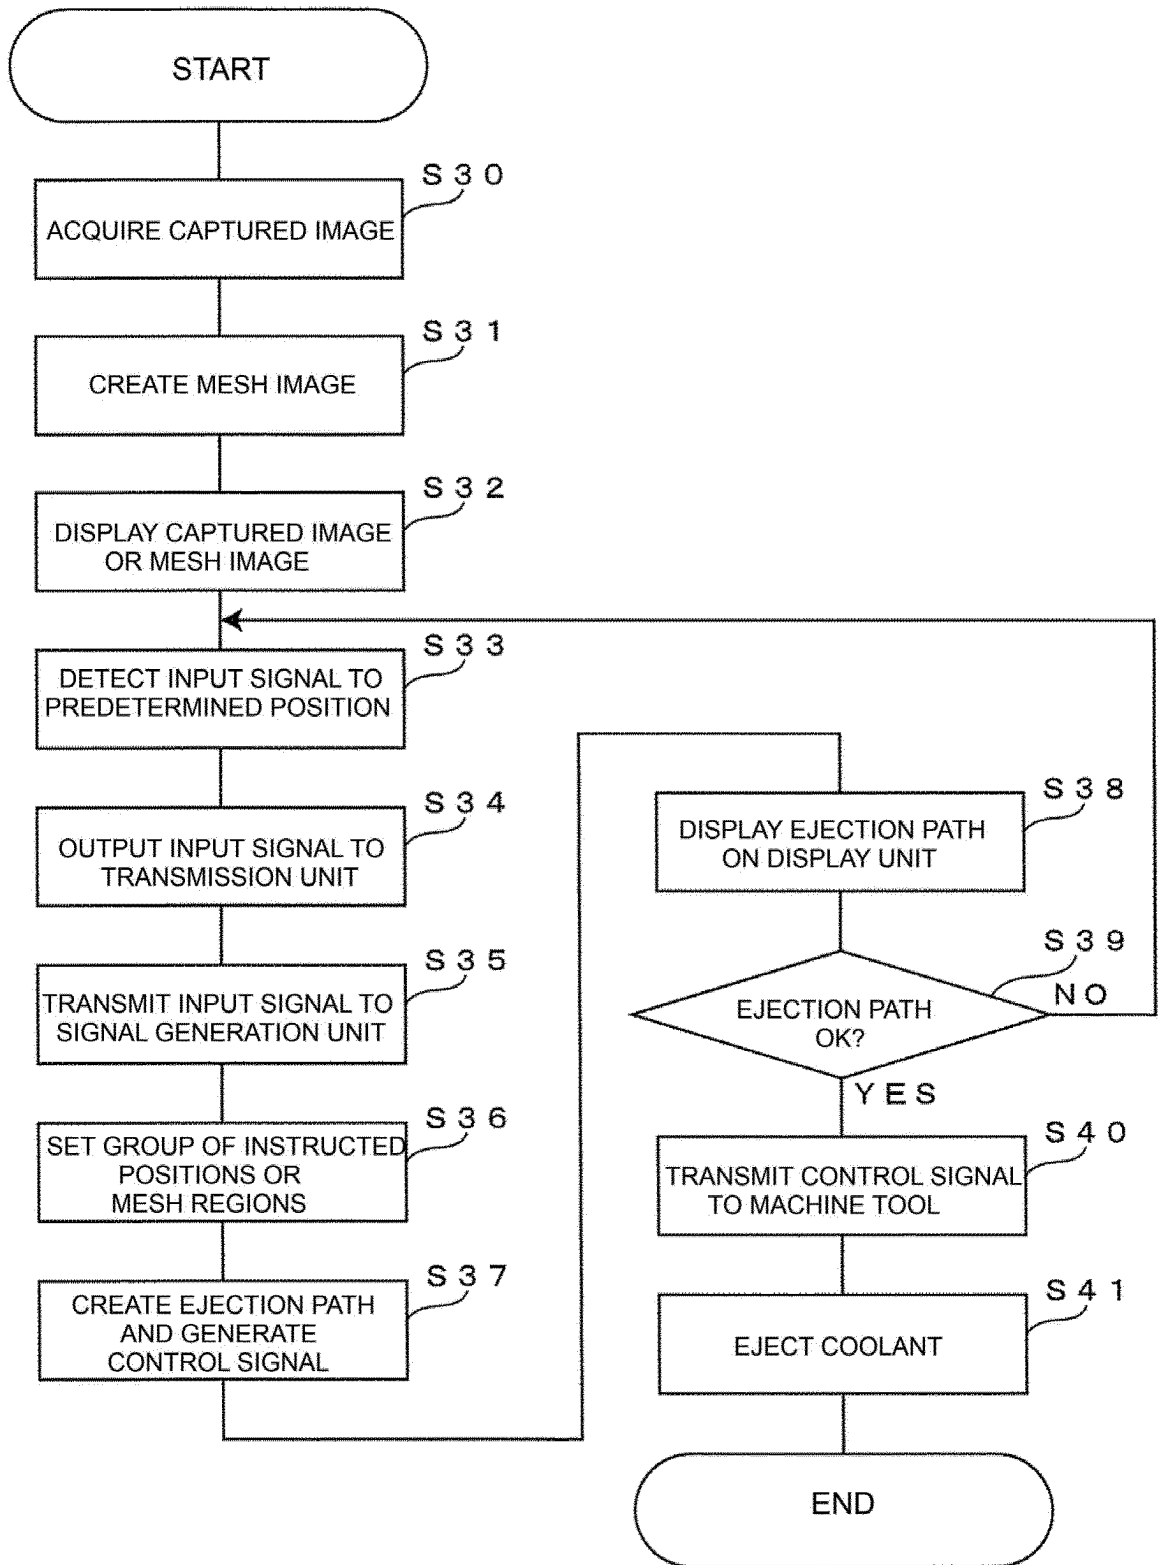 START
S30
ACQUIRE CAPTURED IMAGE
S31
CREATE MESH IMAGE
S32
DISPLAY CAPTURED IMAGE
OR MESH IMAGE
S33
DETECT INPUT SIGNAL TO
PREDETERMINED POSITION
S34
OUTPUT INPUT SIGNAL TO
TRANSMISSION UNIT
S35
TRANSMIT INPUT SIGNAL TO
SIGNAL GENERATION UNIT
S36
SET GROUP OF INSTRUCTED
POSITIONS OR
MESH REGIONS
S37
CREATE EJECTION PATH
AND GENERATE
CONTROL SIGNAL
S38
DISPLAY EJECTION PATH
ON DISPLAY UNIT
S39
EJECTION PATH
OK?
NO
YES
S40
TRANSMIT CONTROL SIGNAL
TO MACHINE TOOL
S41
EJECT COOLANT
END